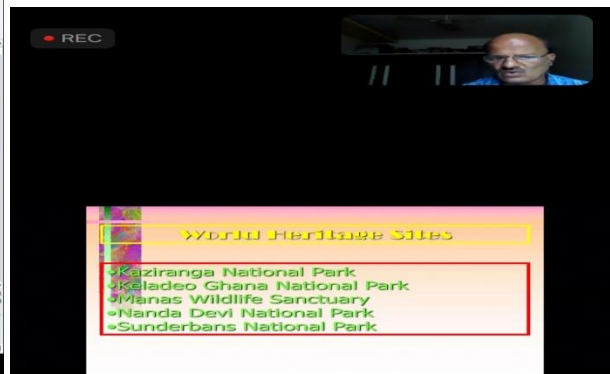 REC
World Heritage Sites
•Kaziranga National Park
•Keladeo Ghana National Park
•Manas Wildlife Sanctuary
•Nanda Devi National Park
•Sunderbans National Park